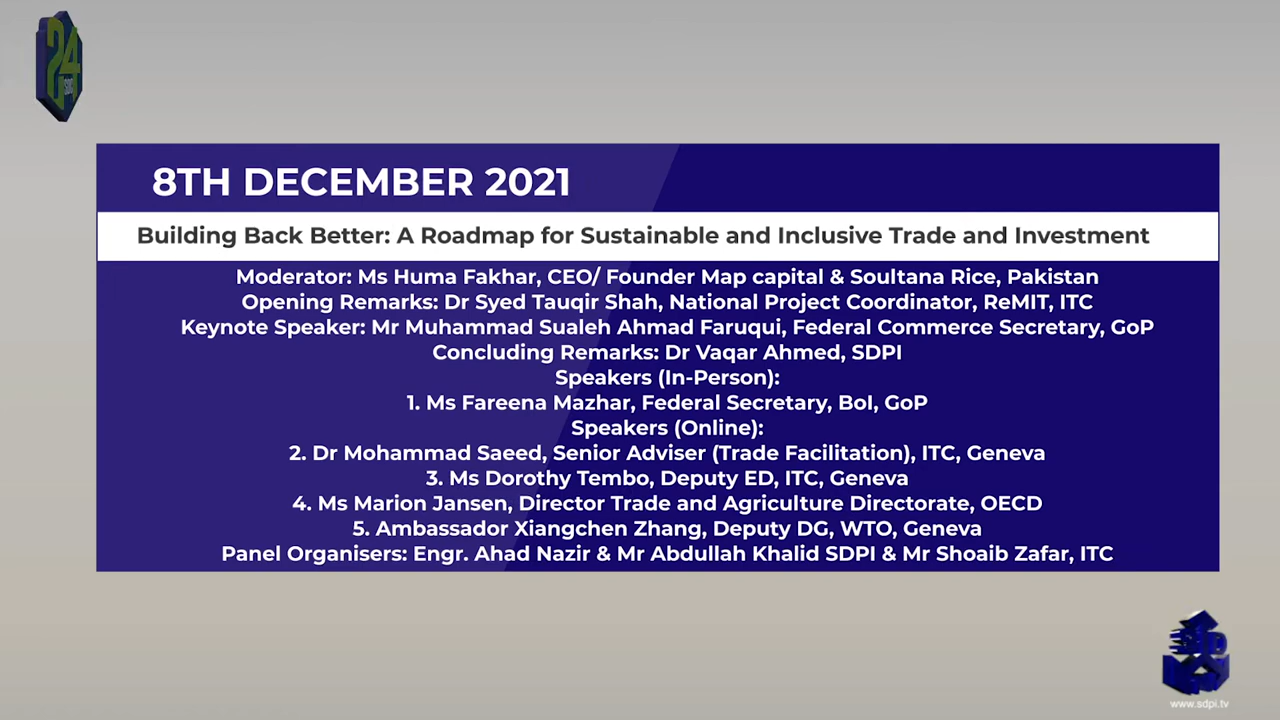 24
SDC
8TH DECEMBER 2021
Building Back Better: A Roadmap for Sustainable and Inclusive Trade and Investment
Moderator: Ms Huma Fakhar, CEO/ Founder Map capital & Soultana Rice, Pakistan
Opening Remarks: Dr Syed Tauqir Shah, National Project Coordinator, ReMIT, ITC
Keynote Speaker: Mr Muhammad Sualeh Ahmad Faruqui, Federal Commerce Secretary, GoP
Concluding Remarks: Dr Vaqar Ahmed, SDPI
Speakers (In-Person):
1. Ms Fareena Mazhar, Federal Secretary, BoI, GoP
Speakers (Online):
2. Dr Mohammad Saeed, Senior Adviser (Trade Facilitation), ITC, Geneva
3. Ms Dorothy Tembo, Deputy ED, ITC, Geneva
4. Ms Marion Jansen, Director Trade and Agriculture Directorate, OECD
5. Ambassador Xiangchen Zhang, Deputy DG, WTO, Geneva
Panel Organisers: Engr. Ahad Nazir & Mr Abdullah Khalid SDPI & Mr Shoaib Zafar, ITC
www.sdpi.tv